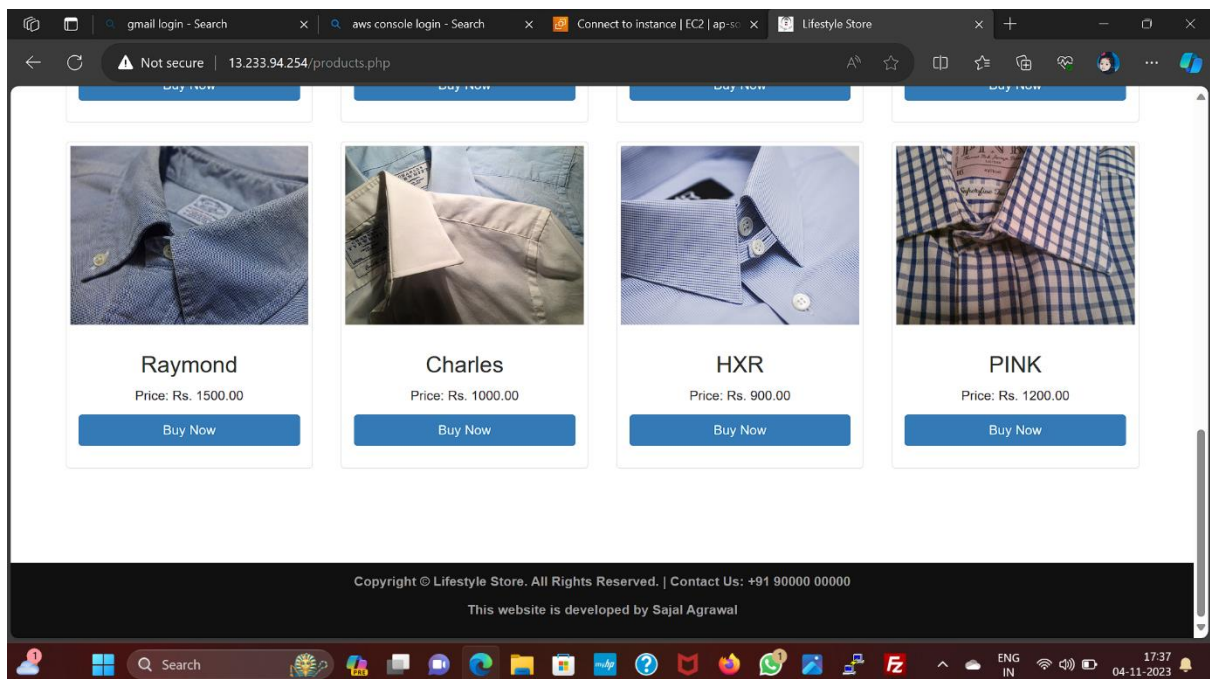 gmail login - Search
aws console login - Search
Connect to instance | EC2 | ap-so
Lifestyle Store
Not secure | 13.233.94.254/products.php
Buy Now Buy Now Buy Now Buy Now
PINK
Raymond Charles HXR PINK
Price: Rs. 1500.00 Price: Rs. 1000.00 Price: Rs. 900.00 Price: Rs. 1200.00
Buy Now Buy Now Buy Now Buy Now
Copyright © Lifestyle Store. All Rights Reserved. | Contact Us: +91 90000 00000
This website is developed by Sajal Agrawal
1
Search
PRE
1
ENG
IN
17:37
04-11-2023